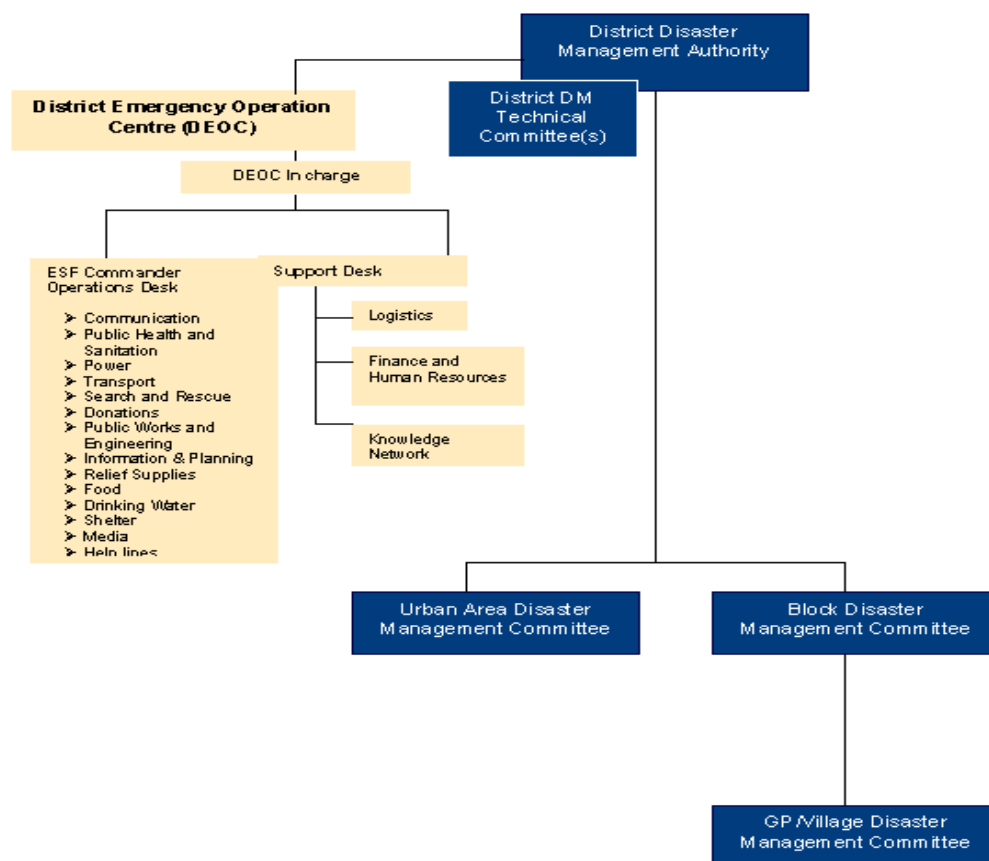 District Disaster
Management Authority
District DM
Technical
Committee(s)
District Emergency Operation
Centre (DEOC)
DEOC In charge
ESF Commander
Operations Desk
➢ Communication
➢ Public Health and
Sanitation
➢ Power
➢ Transport
➢ Search and Rescue
➢ Donations
➢ Public Works and
Engineering
➢ Information & Planning
➢ Relief Supplies
➢ Food
➢ Drinking Water
➢ Shelter
➢ Media
➢ Help lines
Support Desk
Logistics
Finance and
Human Resources
Knowledge
Network
Urban Area Disaster
Management Committee
Block Disaster
Management Committee
GP/Village Disaster
Management Committee